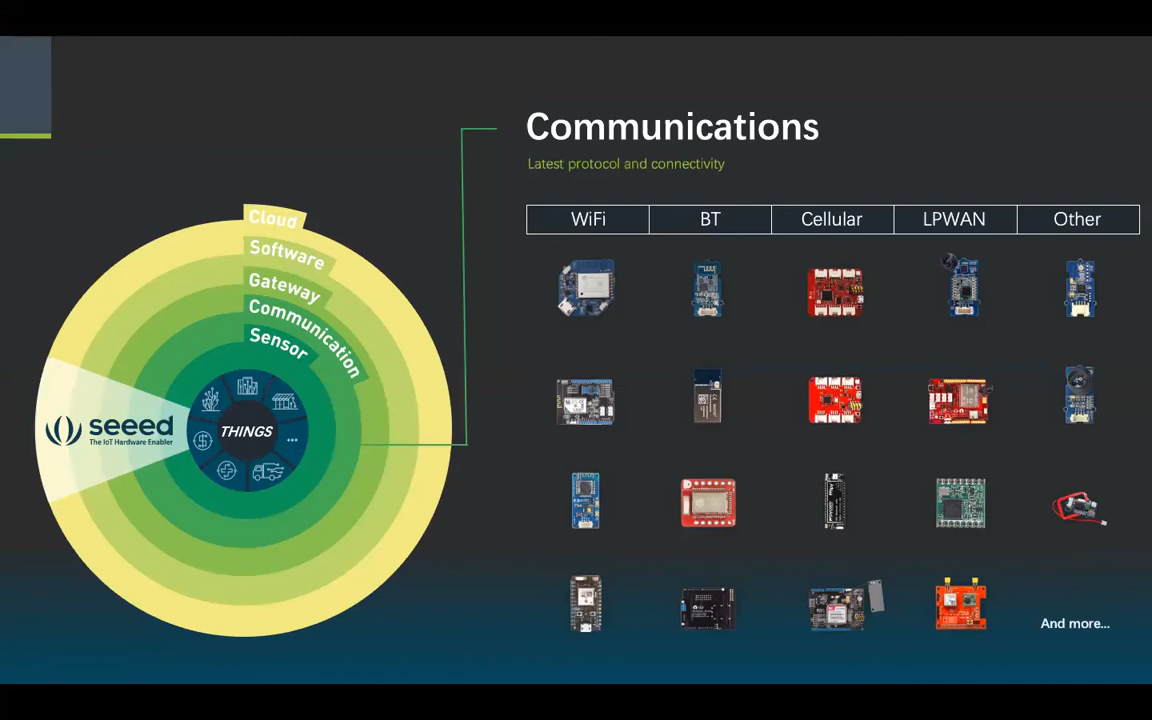 Communications
Latest protocol and connectivity
WiFi
BT
Cellular
LPWAN
Other
Cloud
Software
Gateway
Communication
Sensor
seeed
The IoT Hardware Enabler
THINGS
...
And more...